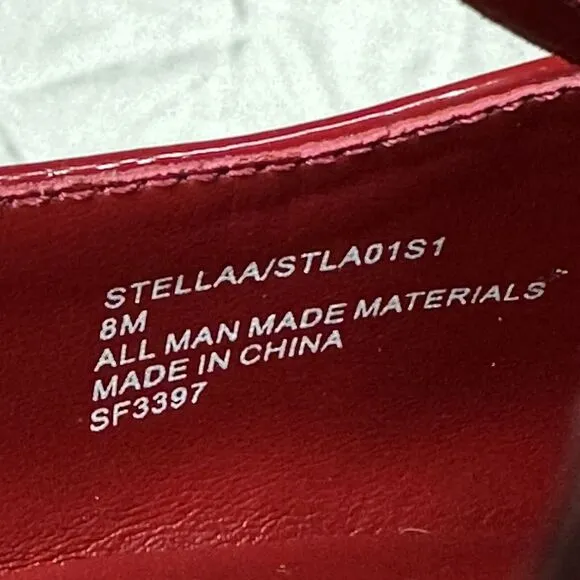 STELLAA/STLA01S1
8M
ALL MAN MADE MATERIALS
MADE IN CHINA
SF3397